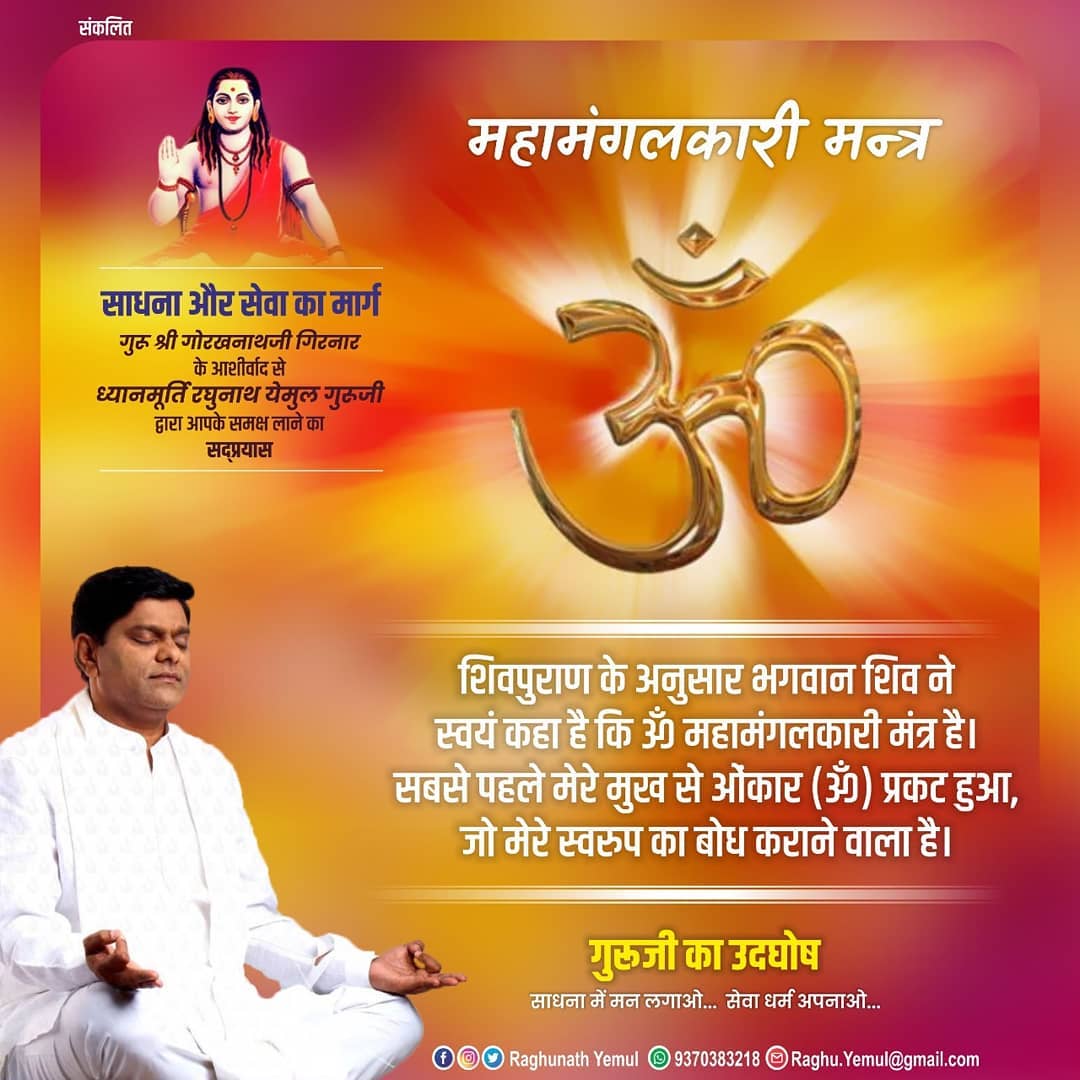 संकलित
महामंगलकारी मन्त्र
ॐ
साधना और सेवा का मार्ग
गुरू श्री गोरखनाथजी गिरनार
के आशीर्वाद से
ध्यानमूर्ति रघुनाथ येमुल गुरूजी
द्वारा आपके समक्ष लाने का
सद्प्रयास
शिवपुराण के अनुसार भगवान शिव ने
स्वयं कहा है कि ॐ महामंगलकारी मंत्र है।
सबसे पहले मेरे मुख से ओंकार (ॐ) प्रकट हुआ,
जो मेरे स्वरुप का बोध कराने वाला है।
गुरूजी का उदघोष
साधना में मन लगाओ... सेवा धर्म अपनाओ...
Raghunath Yemul 9370383218 Raghu.Yemul@gmail.com